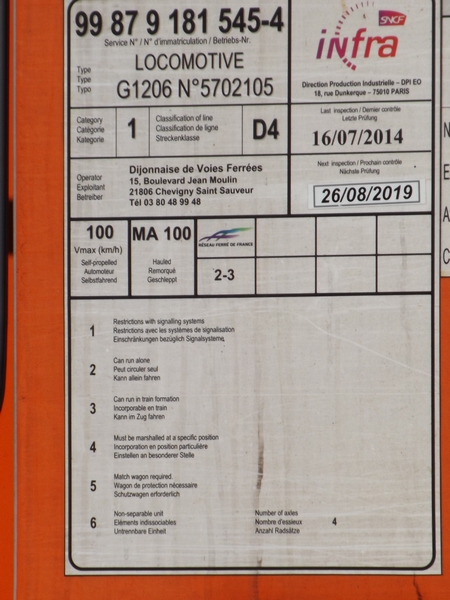 99 87 9 181 545-4
Service N° / N° d'immatriculation / Betriebs-Nr.
SNCF
infra
Type
Type
Typo
LOCOMOTIVE
G1206 N°5702105
Direction Production Industrielle – DPI EO
18, rue Dunkerque – 75010 PARIS
Category
Catégorie
Kategorie
1
Classification of line
Classification de ligne
Streckenklasse
D4
Last inspection / Dernier contrôle
Letzte Prüfung
16/07/2014
Next inspection / Prochain contrôle
Nächste Prüfung
26/08/2019
Operator
Exploitant
Betreiber
Dijonnaise de Voies Ferrées
15, Boulevard Jean Moulin
21806 Chevigny Saint Sauveur
Tél 03 80 48 99 48
100
Vmax (km/h)
Self-propelled
Automoteur
Selbstfahrend
MA 100
Hauled
Remorqué
Geschleppt
RÉSEAU FERRÉ DE FRANCE
2-3
1
Restrictions with signalling systems
Restrictions avec les systèmes de signalisation
Einschränkungen bezüglich Signalsysteme
2
Can run alone
Peut circuler seul
Kann allein fahren
3
Can run in train formation
Incorporable en train
Kann im Zug fahren
4
Must be marshalled at a specific position
Incorporation en position particulière
Einstellen an besonderer Stelle
5
Match wagon required
Wagon de protection nécessaire
Schutzwagen erforderlich
6
Non-separable unit
Eléments indissociables
Untrennbare Einheit
Number of axles
Nombre d'essieux
Anzahl Radsätze
4
N
E
A
C